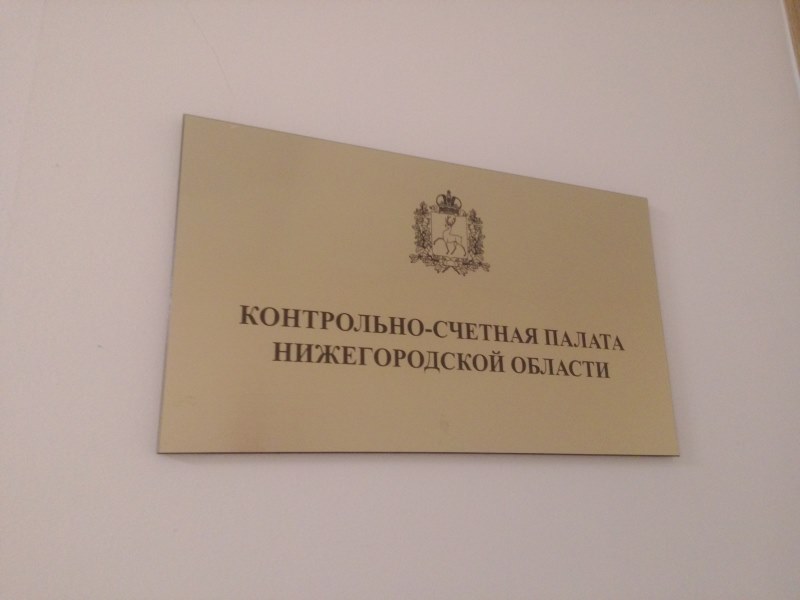 КОНТРОЛЬНО-СЧЕТНАЯ ПАЛАТА
НИЖЕГОРОДСКОЙ ОБЛАСТИ